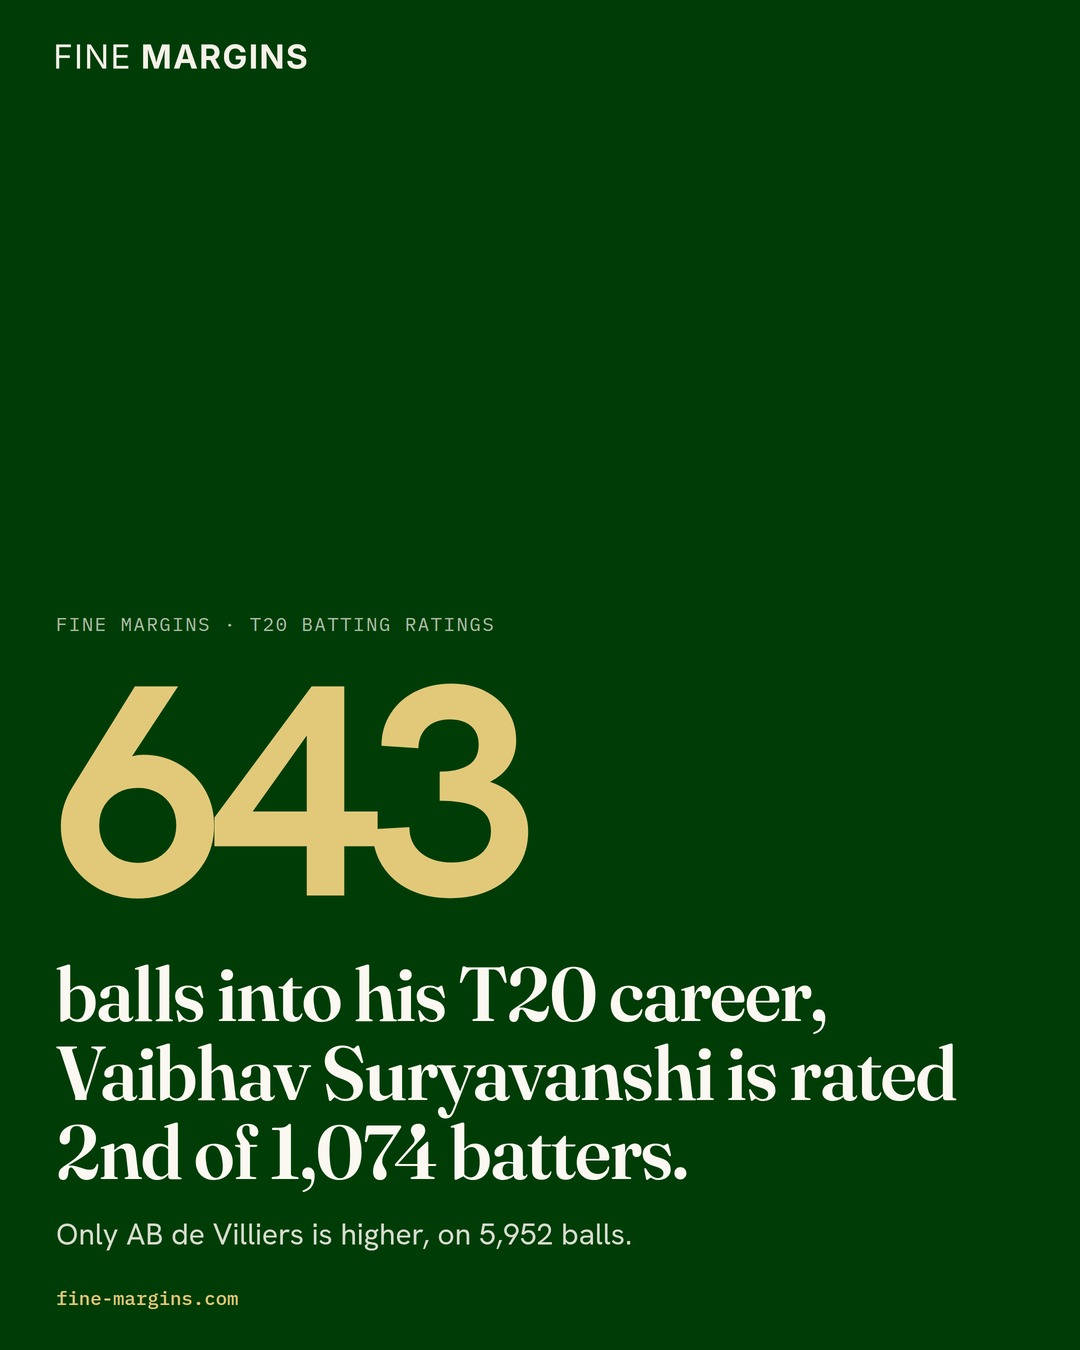 FINE MARGINS
FINE MARGINS · T20 BATTING RATINGS
643
balls into his T20 career,
Vaibhav Suryavanshi is rated
2nd of 1,074 batters.
Only AB de Villiers is higher, on 5,952 balls.
fine-margins.com